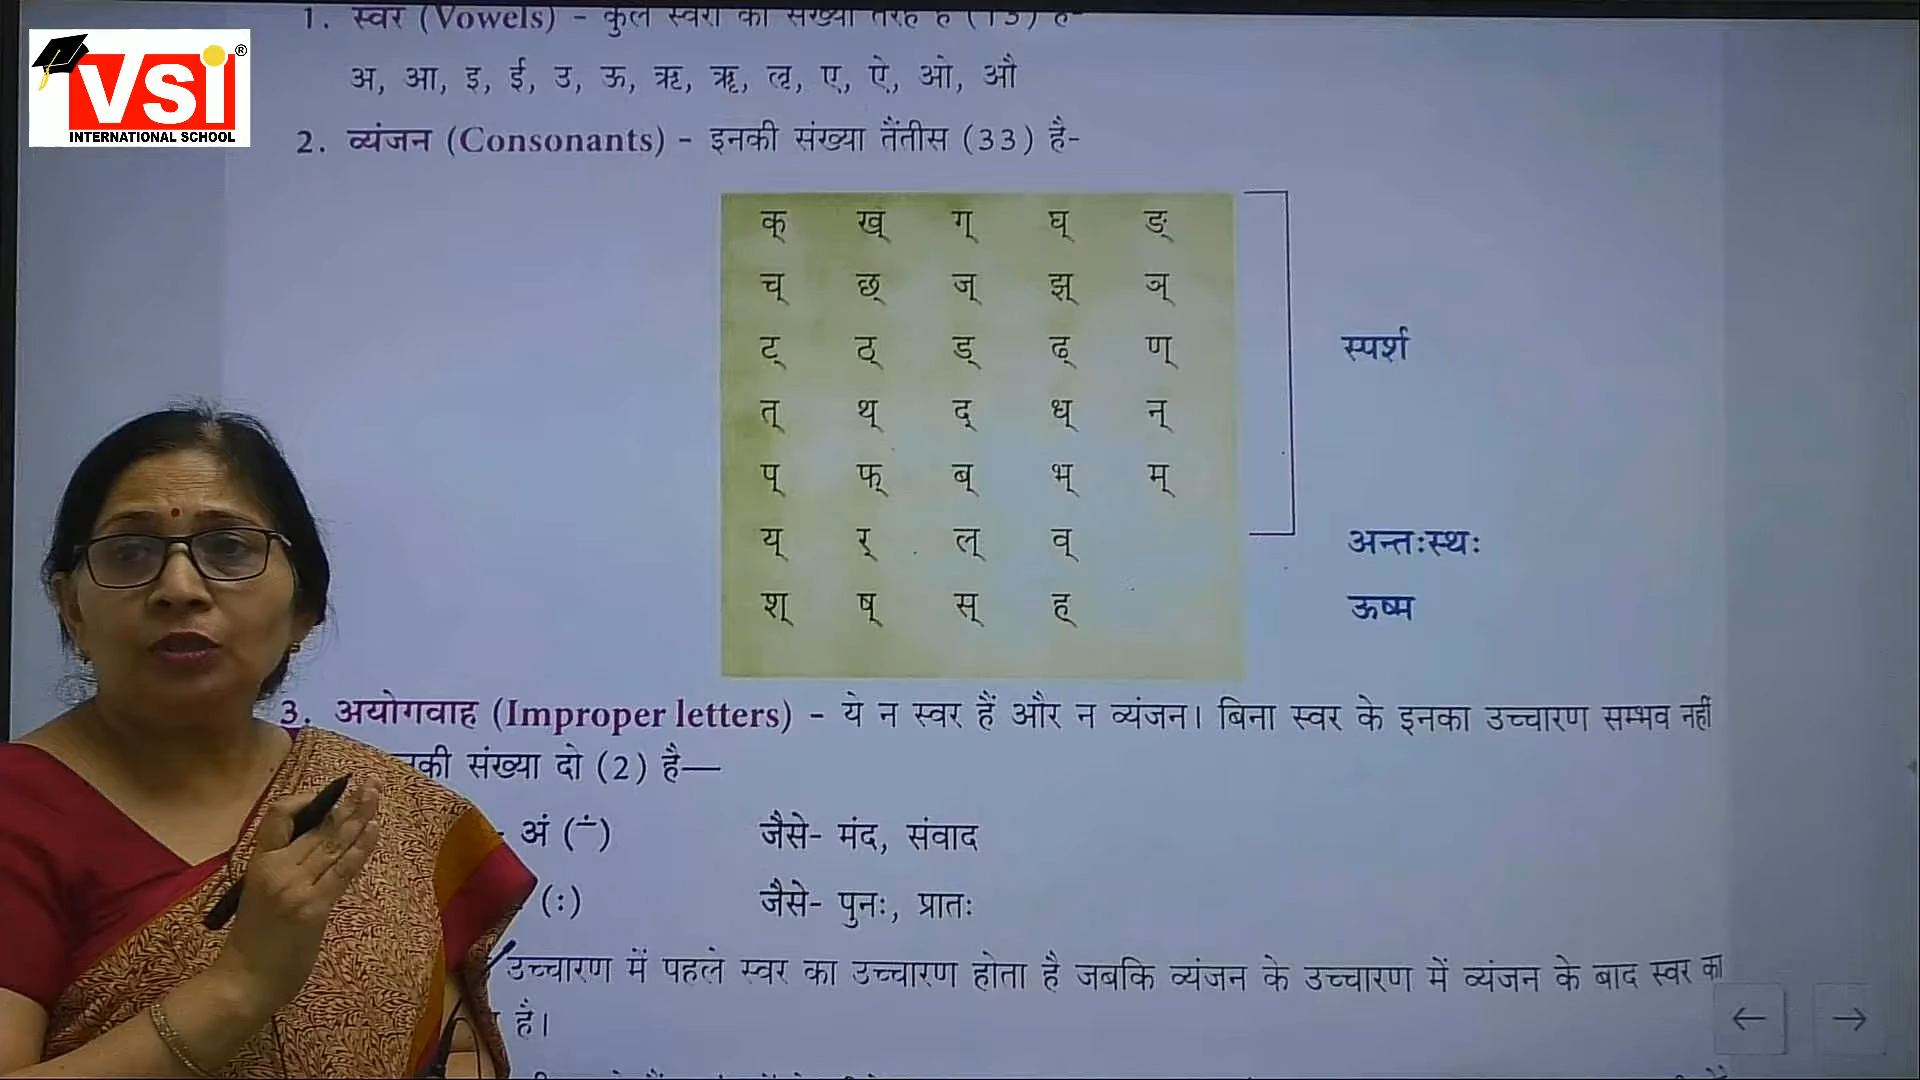 VSI®
INTERNATIONAL SCHOOL
1. स्वर (Vowels) - कुल स्वरों की संख्या तेरह है (13) है-
अ, आ, इ, ई, उ, ऊ, ऋ, ॠ, ऌ, ए, ऐ, ओ, औ
2. व्यंजन (Consonants) - इनकी संख्या तैंतीस (33) है-
क् ख् ग् घ् ङ्
च् छ् ज् झ् ञ्
ट् ठ् ड् ढ् ण् स्पर्श
त् थ् द् ध् न्
प् फ् ब् भ् म्
य् र् ल् व् अन्तःस्थः
श् ष् स् ह् ऊष्म
3. अयोगवाह (Improper letters) - ये न स्वर हैं और न व्यंजन। बिना स्वर के इनका उच्चारण सम्भव नहीं
संख्या दो (2) है—
अं (ं) जैसे- मंद, संवाद
(ः) जैसे- पुनः, प्रातः
उच्चारण में पहले स्वर का उच्चारण होता है जबकि व्यंजन के उच्चारण में व्यंजन के बाद स्वर का
है।
← →